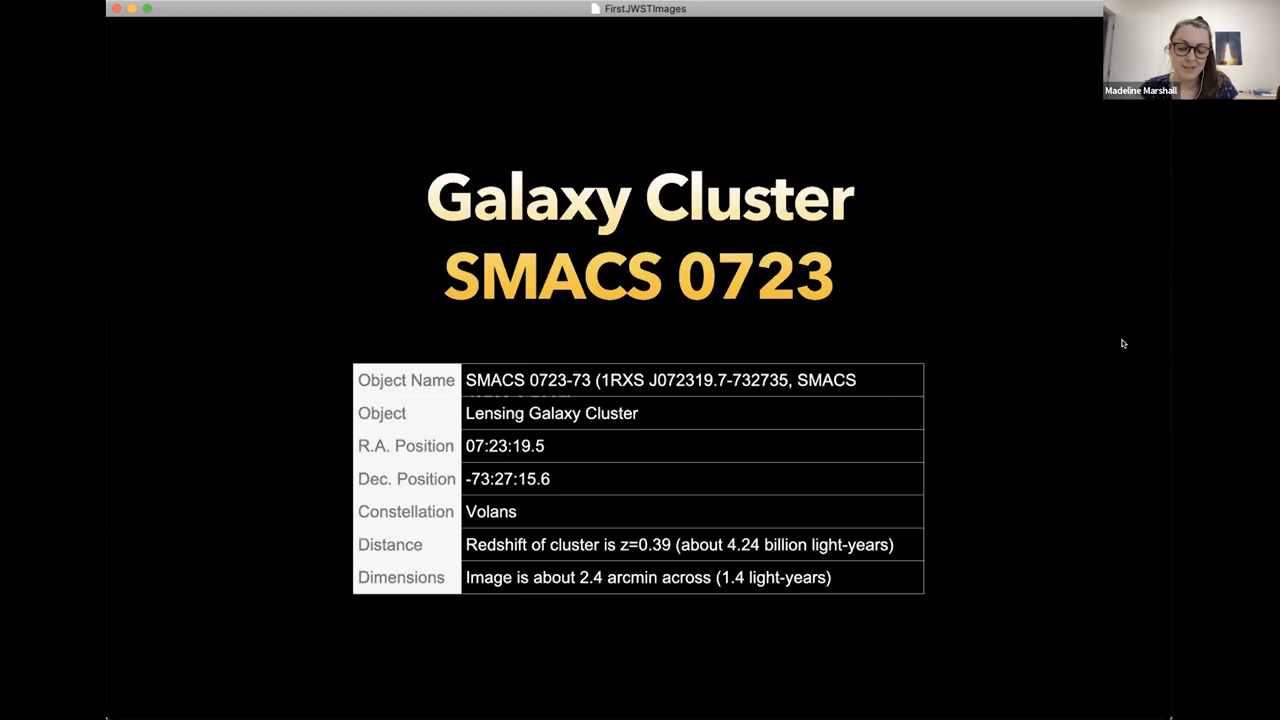 FirstJWSTImages
Madeline Marshall
Galaxy Cluster
SMACS 0723
Object Name SMACS 0723-73 (1RXS J072319.7-732735, SMACS
Object Lensing Galaxy Cluster
R.A. Position 07:23:19.5
Dec. Position -73:27:15.6
Constellation Volans
Distance Redshift of cluster is z=0.39 (about 4.24 billion light-years)
Dimensions Image is about 2.4 arcmin across (1.4 light-years)